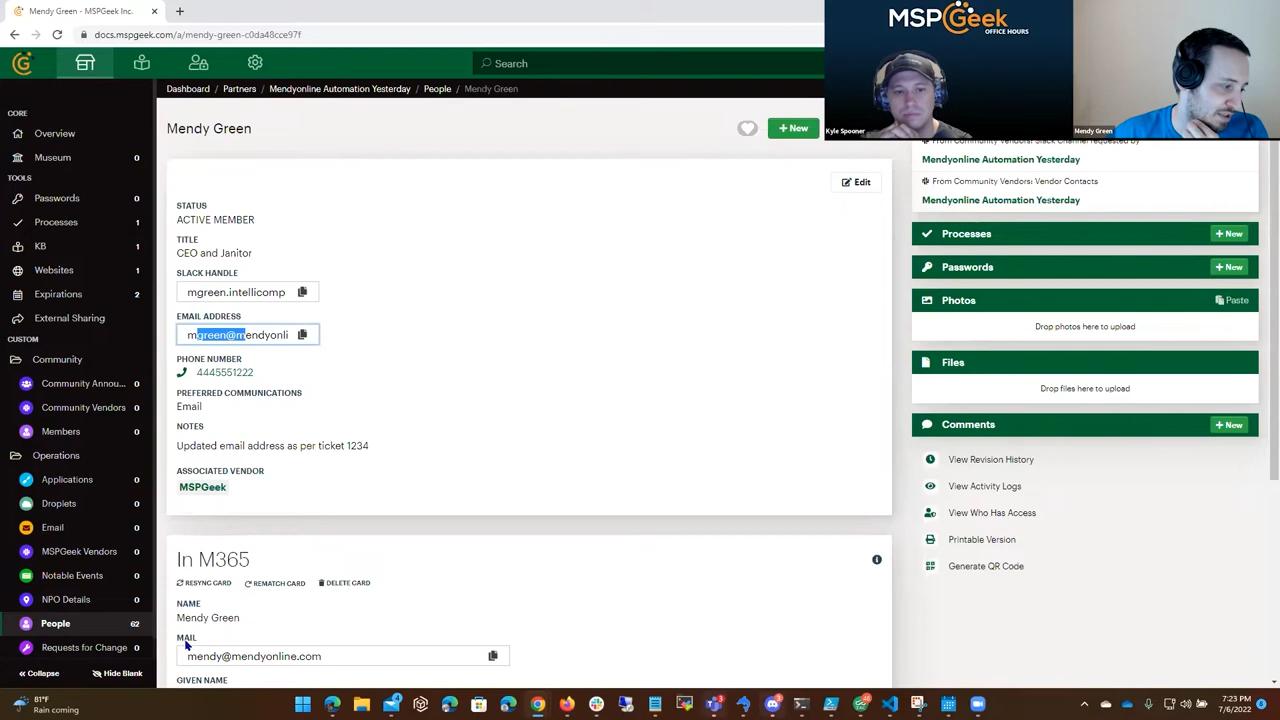 Mendy Green - MSPGeek Inc.
docs.mspgeek.com/a/mendy-green-c0da48cce97f
Search
MSPGeek
OFFICE HOURS
Kyle Spooner
Mendy Green
Dashboard Partners Mendyonline Automation Yesterday People Mendy Green
CORE
Overview
Museum 0
TOOLS
Passwords 0
Processes 1
KB 1
Websites 1
Expirations 2
External Sharing
CUSTOM
Community
Community Annou... 0
Community Vendors 0
Members 0
Operations
Applications 0
Droplets 0
Email 0
MSPGeek Vendors 0
Notable Events 0
NPO Details 0
People 62
Requests for Change 0
Collapse Hide Blank
Mendy Green
New
Edit
STATUS
ACTIVE MEMBER
TITLE
CEO and Janitor
SLACK HANDLE
mgreen.intellicomp
EMAIL ADDRESS
mgreen@mendyonli
PHONE NUMBER
4445551222
PREFERRED COMMUNICATIONS
Email
NOTES
Updated email address as per ticket 1234
ASSOCIATED VENDOR
MSPGeek
In M365
RESYNC CARD REMATCH CARD DELETE CARD
NAME
Mendy Green
MAIL
mendy@mendyonline.com
GIVEN NAME
From Community Vendors: Slack Channel requested by
Mendyonline Automation Yesterday
From Community Vendors: Vendor Contacts
Mendyonline Automation Yesterday
Processes New
Passwords New
Photos Paste
Drop photos here to upload
Files
Drop files here to upload
Comments New
View Revision History
View Activity Logs
View Who Has Access
Printable Version
Generate QR Code
81°F
Rain coming
7:23 PM
7/6/2022